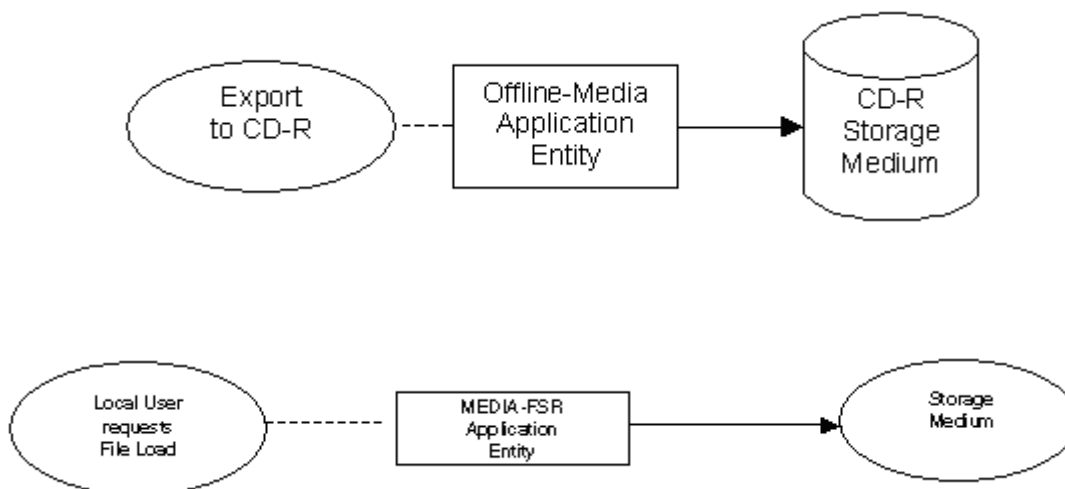 Export
to CD-R
Offline-Media
Application
Entity
CD-R
Storage
Medium
Local User
requests
File Load
MEDIA-FSR
Application
Entity
Storage
Medium